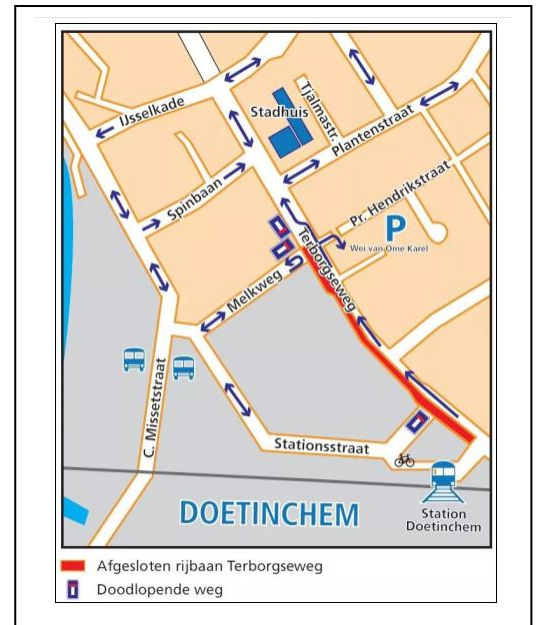 IJsselkade
Stadhuis
Tjalmastr.
Plantenstraat
Spinbaan
Pr. Hendrikstraat
P
Wei van Ome Karel
Terborgseweg
Melkweg
C. Missetstraat
Stationsstraat
DOETINCHEM
Station
Doetinchem
Afgesloten rijbaan Terborgseweg
Doodlopende weg